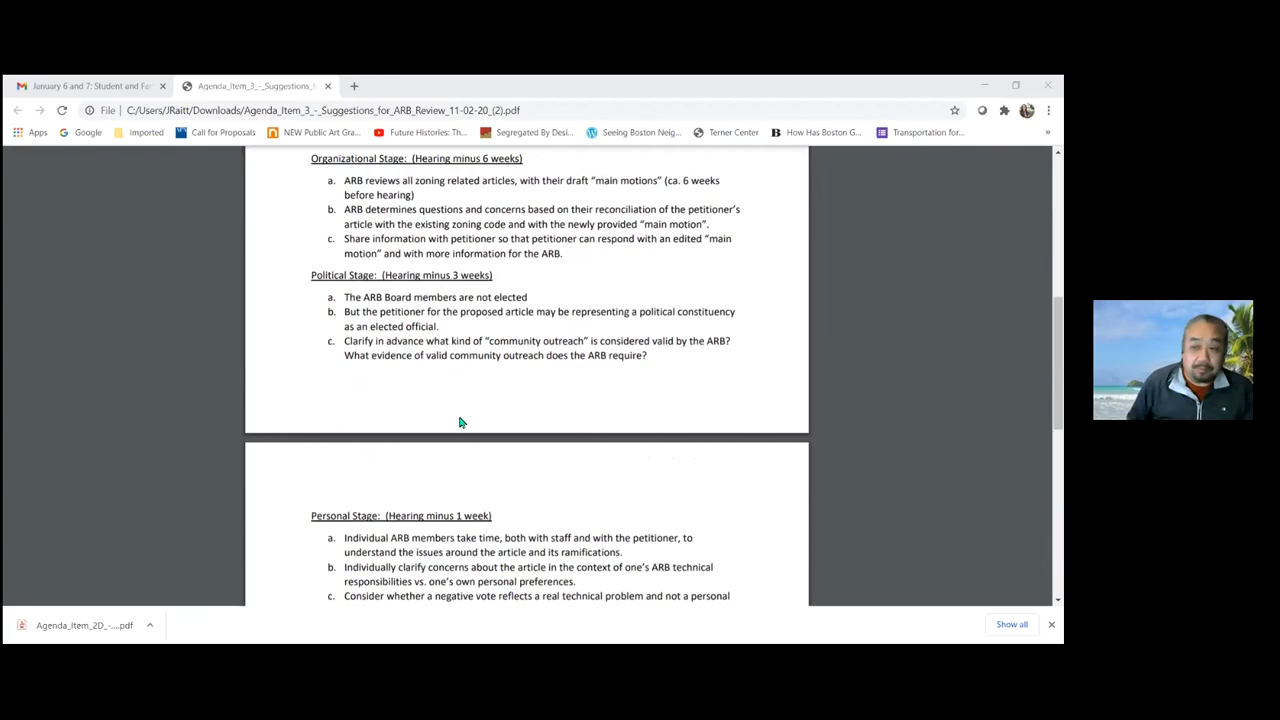 January 6 and 7: Student and Fa
Agenda_Item_3_-_Suggestions_f
File | C:/Users/JRaitt/Downloads/Agenda_Item_3_-_Suggestions_for_ARB_Review_11-02-20_(2).pdf
Apps Google Imported Call for Proposals NEW Public Art Gra... Future Histories: Th... Segregated By Desi... Seeing Boston Neig... Terner Center How Has Boston G... Transportation for... »
Organizational Stage: (Hearing minus 6 weeks)
a. ARB reviews all zoning related articles, with their draft “main motions” (ca. 6 weeks
before hearing)
b. ARB determines questions and concerns based on their reconciliation of the petitioner’s
article with the existing zoning code and with the newly provided “main motion”.
c. Share information with petitioner so that petitioner can respond with an edited “main
motion” and with more information for the ARB.
Political Stage: (Hearing minus 3 weeks)
a. The ARB Board members are not elected
b. But the petitioner for the proposed article may be representing a political constituency
as an elected official.
c. Clarify in advance what kind of “community outreach” is considered valid by the ARB?
What evidence of valid community outreach does the ARB require?
Personal Stage: (Hearing minus 1 week)
a. Individual ARB members take time, both with staff and with the petitioner, to
understand the issues around the article and its ramifications.
b. Individually clarify concerns about the article in the context of one’s ARB technical
responsibilities vs. one’s own personal preferences.
c. Consider whether a negative vote reflects a real technical problem and not a personal
Agenda_Item_2D_-....pdf
Show all